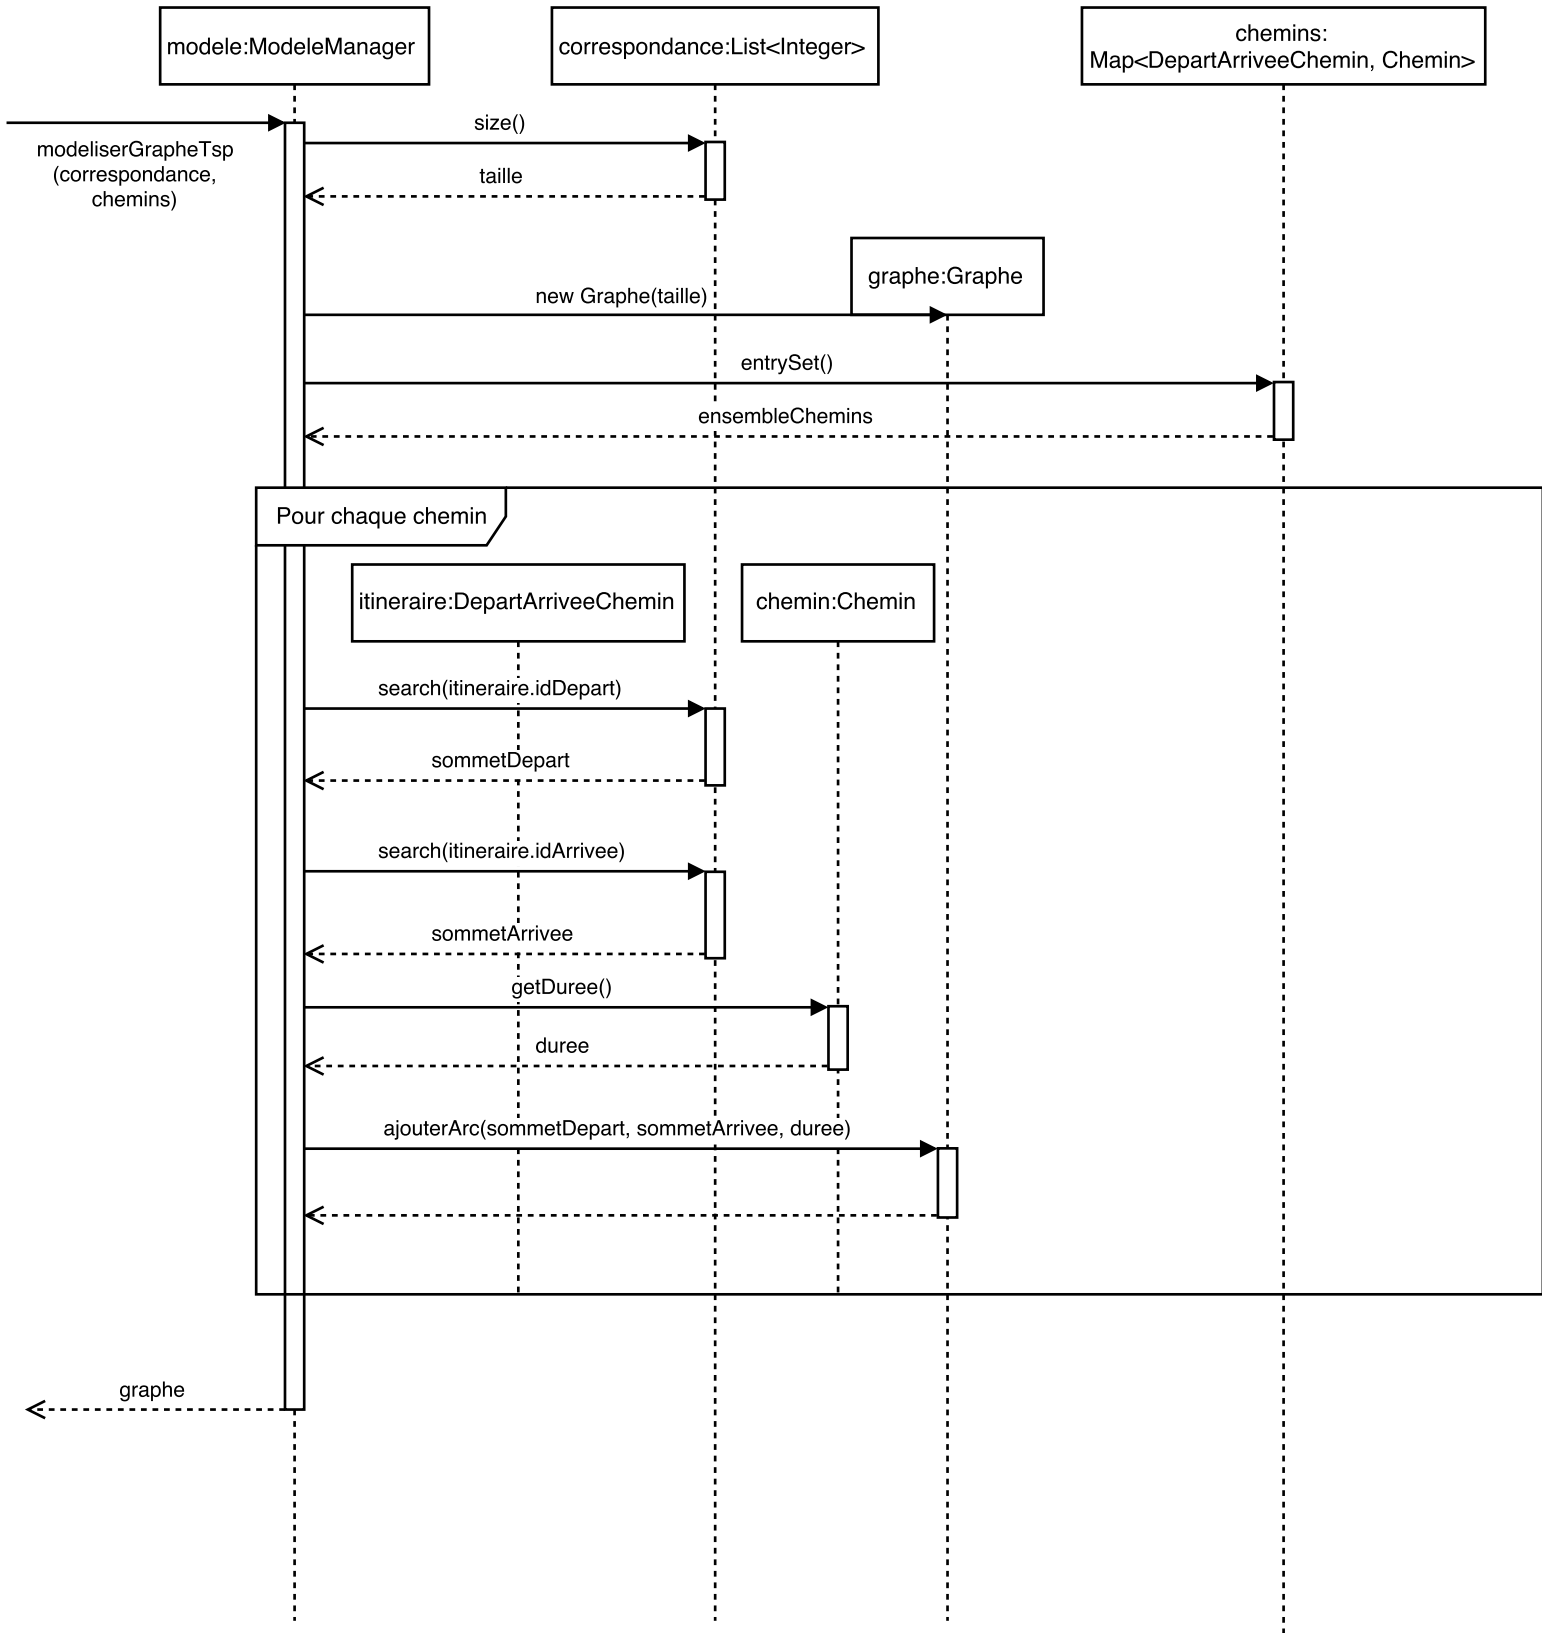 modele:ModeleManager
correspondance:List<Integer>
chemins:
Map<DepartArriveeChemin, Chemin>
size()
modeliserGrapheTsp
(correspondance,
chemins)
taille
graphe:Graphe
new Graphe(taille)
entrySet()
ensembleChemins
Pour chaque chemin
itineraire:DepartArriveeChemin
chemin:Chemin
search(itineraire.idDepart)
sommetDepart
search(itineraire.idArrivee)
sommetArrivee
getDuree()
duree
ajouterArc(sommetDepart, sommetArrivee, duree)
graphe